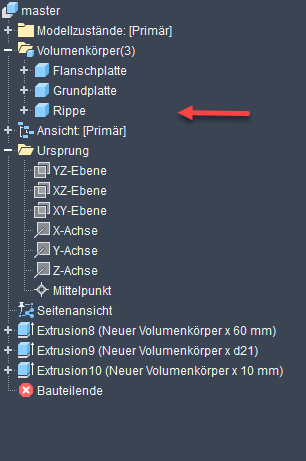 master
Modellzustände: [Primär]
Volumenkörper(3)
Flanschplatte
Grundplatte
Rippe
Ansicht: [Primär]
Ursprung
YZ-Ebene
XZ-Ebene
XY-Ebene
X-Achse
Y-Achse
Z-Achse
Mittelpunkt
Seitenansicht
Extrusion8 (Neuer Volumenkörper x 60 mm)
Extrusion9 (Neuer Volumenkörper x d21)
Extrusion10 (Neuer Volumenkörper x 10 mm)
Bauteilende